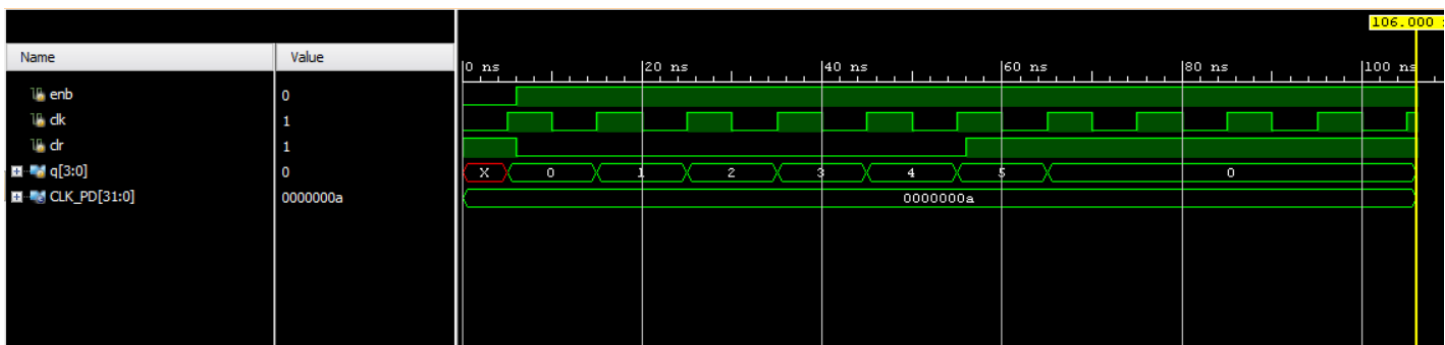 106.000
Name Value
0 ns 20 ns 40 ns 60 ns 80 ns 100 ns
enb 0
clk 1
clr 1
q[3:0] 0 X 0 1 2 3 4 5 0
CLK_PD[31:0] 0000000a 0000000a